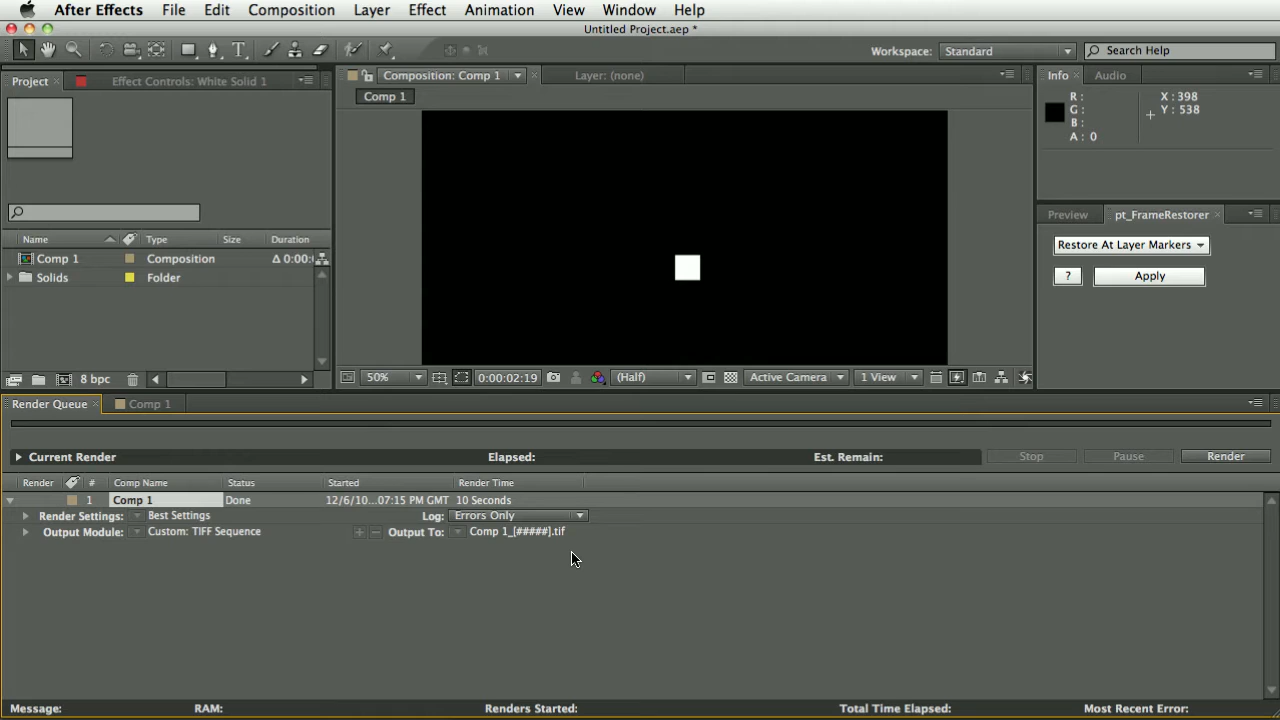 After Effects File Edit Composition Layer Effect Animation View Window Help
Untitled Project.aep *
Workspace: Standard Search Help
Project Effect Controls: White Solid 1 Composition: Comp 1 Layer: (none) Info Audio
Comp 1
R: X: 398
G: Y: 538
B:
A: 0
Preview pt_FrameRestorer
Restore At Layer Markers
? Apply
Name Type Size Duration
Comp 1 Composition Δ 0:00:
Solids Folder
8 bpc 50% 0:00:02:19 (Half) Active Camera 1 View
Render Queue Comp 1
Current Render Elapsed: Est. Remain: Stop Pause Render
Render # Comp Name Status Started Render Time
1 Comp 1 Done 12/6/10...07:15 PM GMT 10 Seconds
Render Settings: Best Settings Log: Errors Only
Output Module: Custom: TIFF Sequence Output To: Comp 1_[#####].tif
Message: RAM: Renders Started: Total Time Elapsed: Most Recent Error: